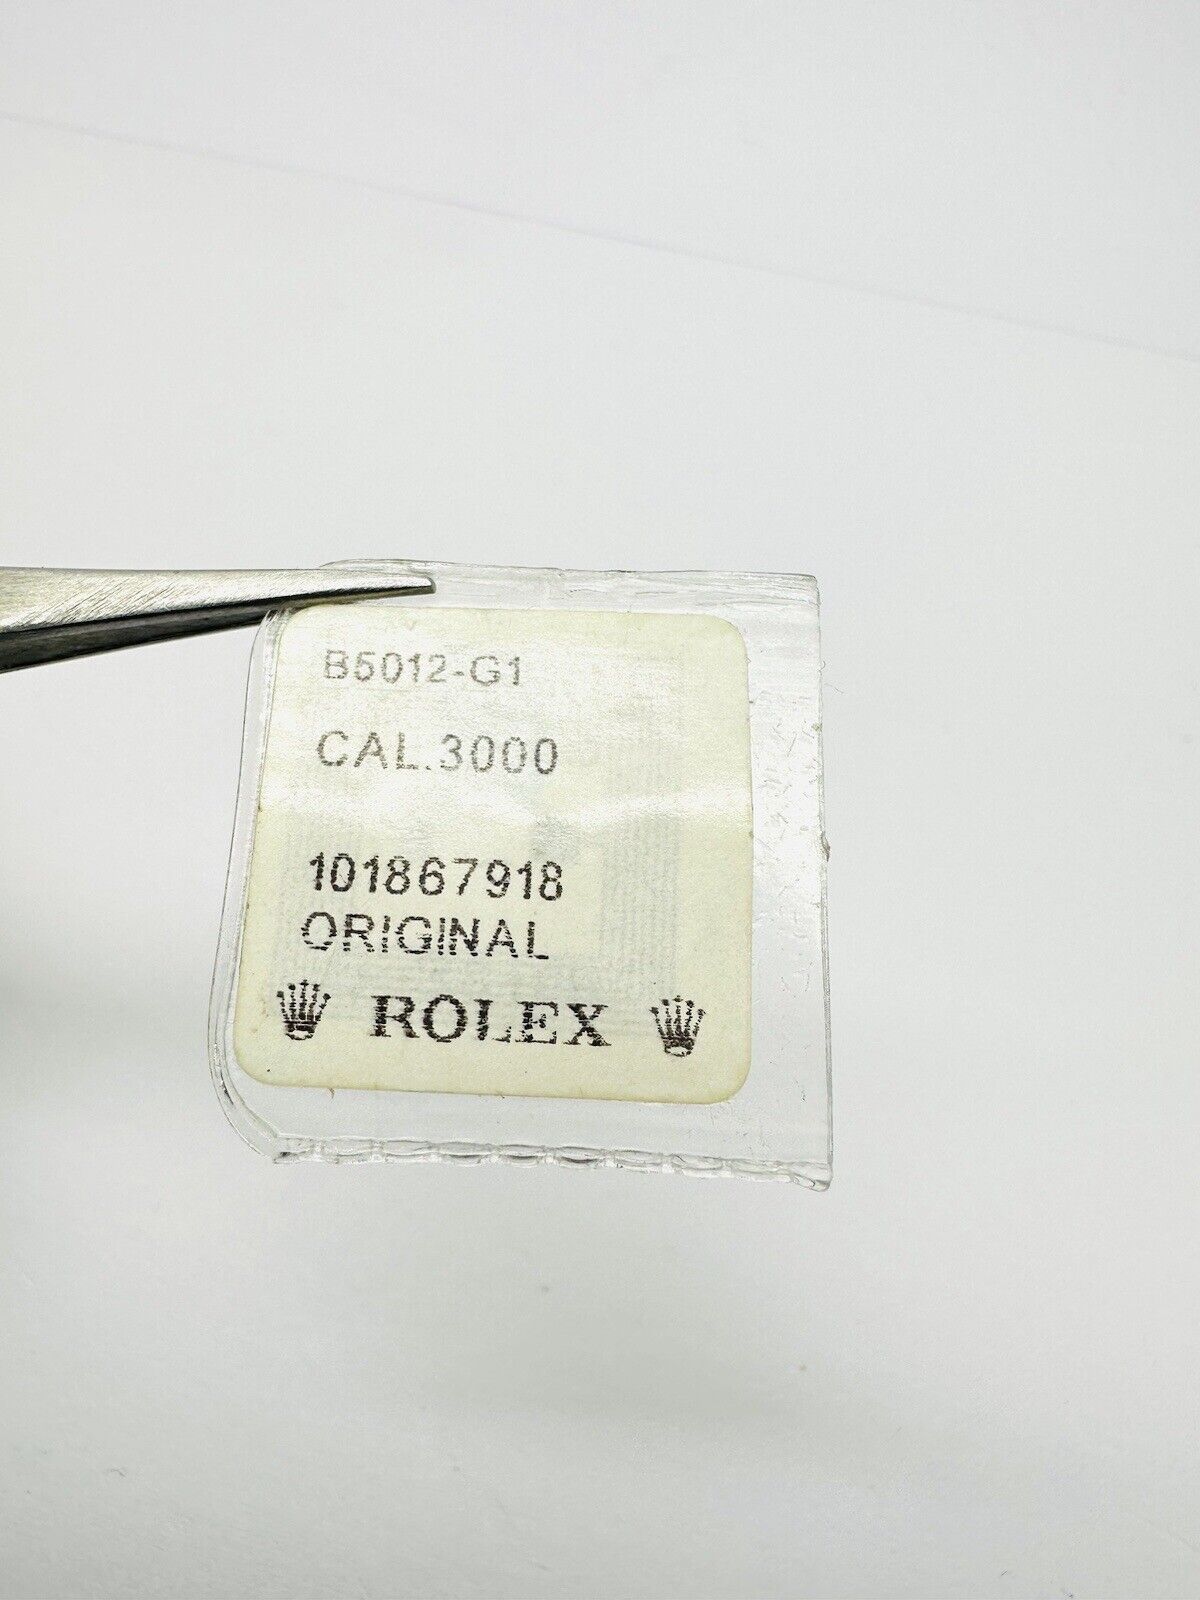 B5012-G1
CAL.3000
101867918
ORIGINAL
ROLEX